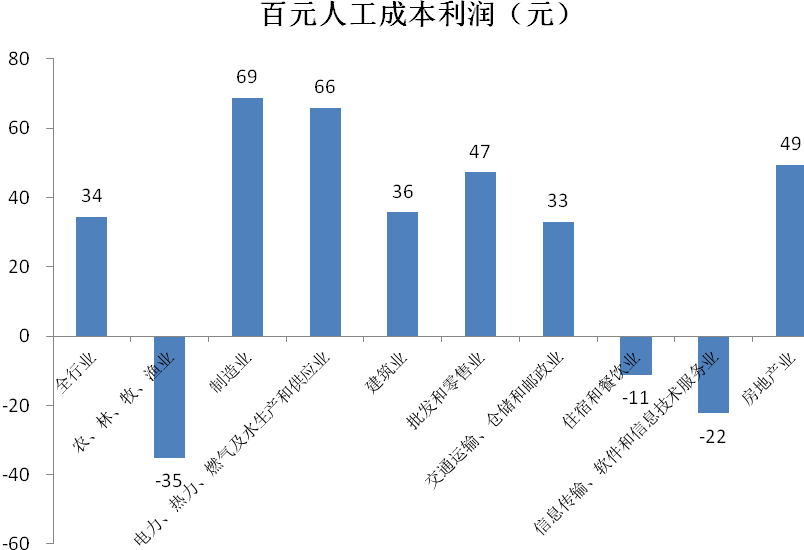 百元人工成本利润（元）
80
60
40
20
0
-20
-40
-60
34
-35
69
66
36
47
33
-11
-22
49
全行业
农、林、牧、渔业
制造业
电力、热力、燃气及水生产和供应业
建筑业
批发和零售业
交通运输、仓储和邮政业
住宿和餐饮业
信息传输、软件和信息技术服务业
房地产业